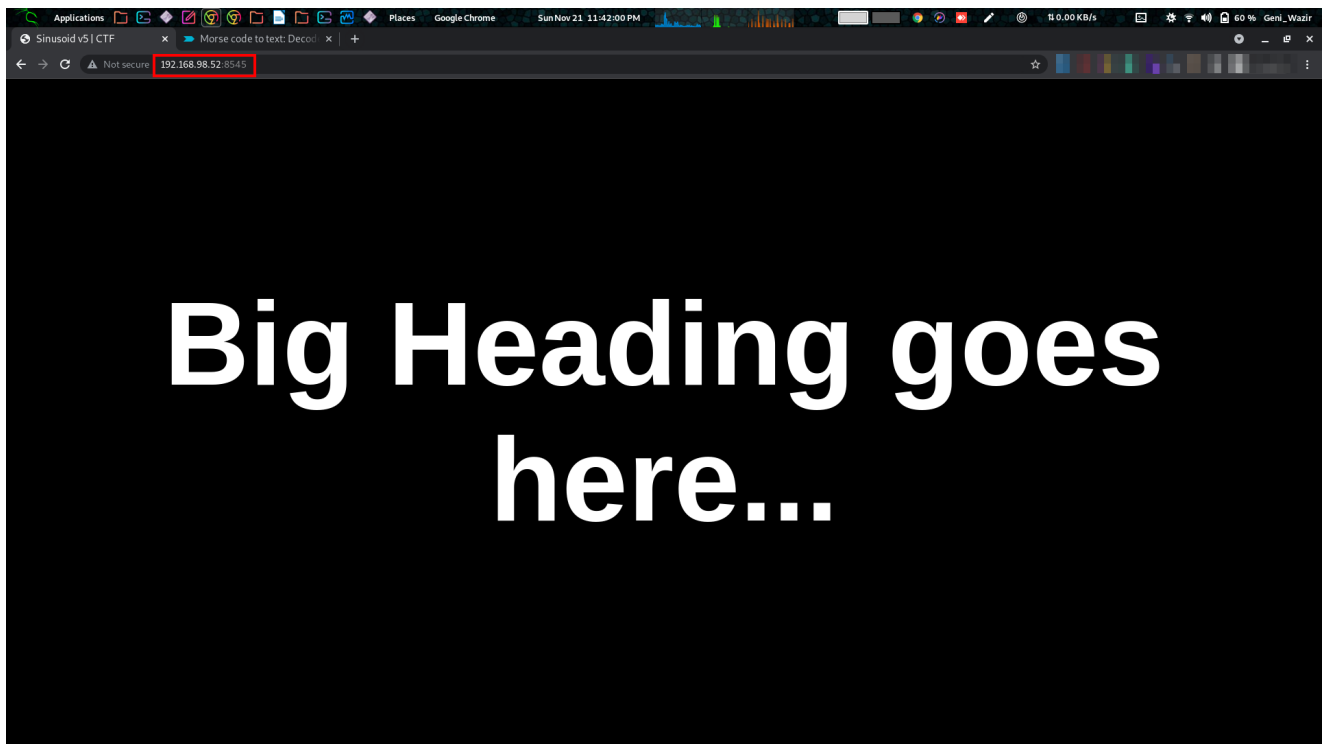 Applications Places Google Chrome Sun Nov 21 11:42:00 PM 0.00 KB/s 60 % Geni_Wazir
Sinusoid v5 | CTF Morse code to text: Decod
Not secure 192.168.98.52:8545
Big Heading goes
here...